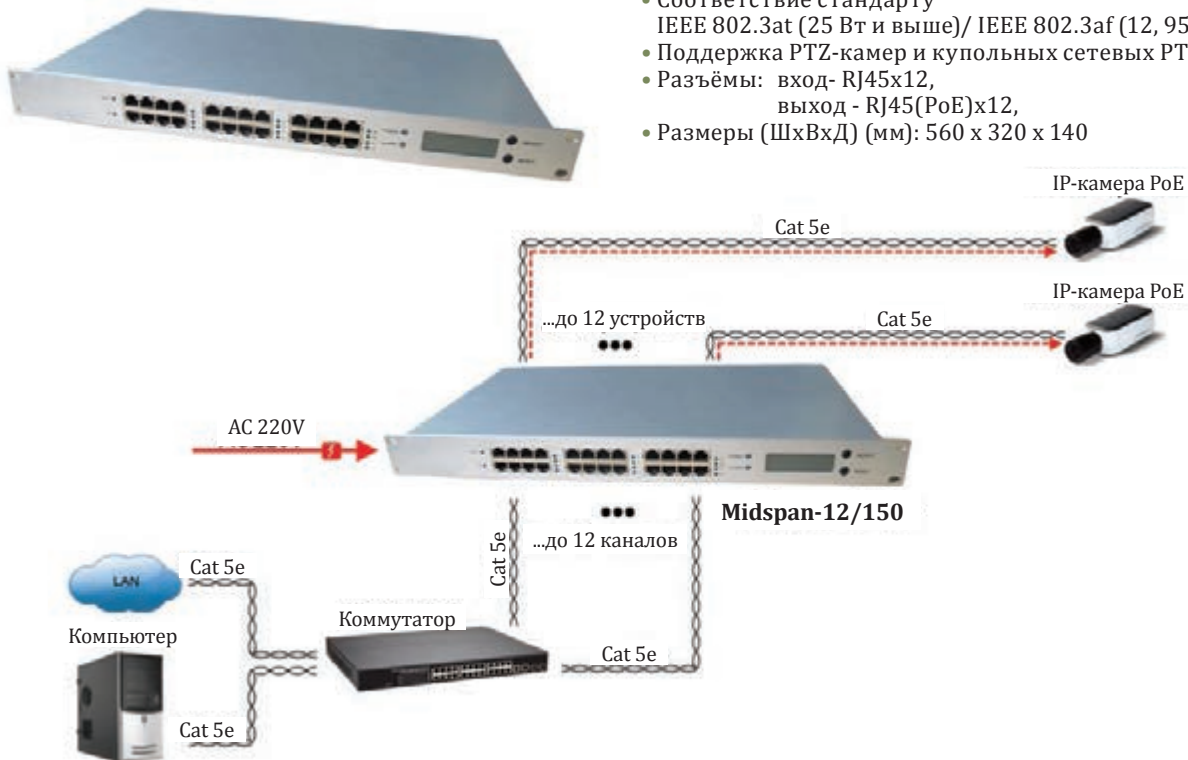 IEEE 802.3at (25 Вт и выше)/ IEEE 802.3af (12, 95
• Поддержка PTZ-камер и купольных сетевых PT
• Разъёмы: вход- RJ45x12,
выход - RJ45(PoE)x12,
• Размеры (ШхВхД) (мм): 560 x 320 x 140
IP-камера PoE
Cat 5e
IP-камера PoE
...до 12 устройств
Cat 5e
AC 220V
Midspan-12/150
...до 12 каналов
Cat 5e
LAN
Cat 5e
Компьютер
Коммутатор
Cat 5e
Cat 5e